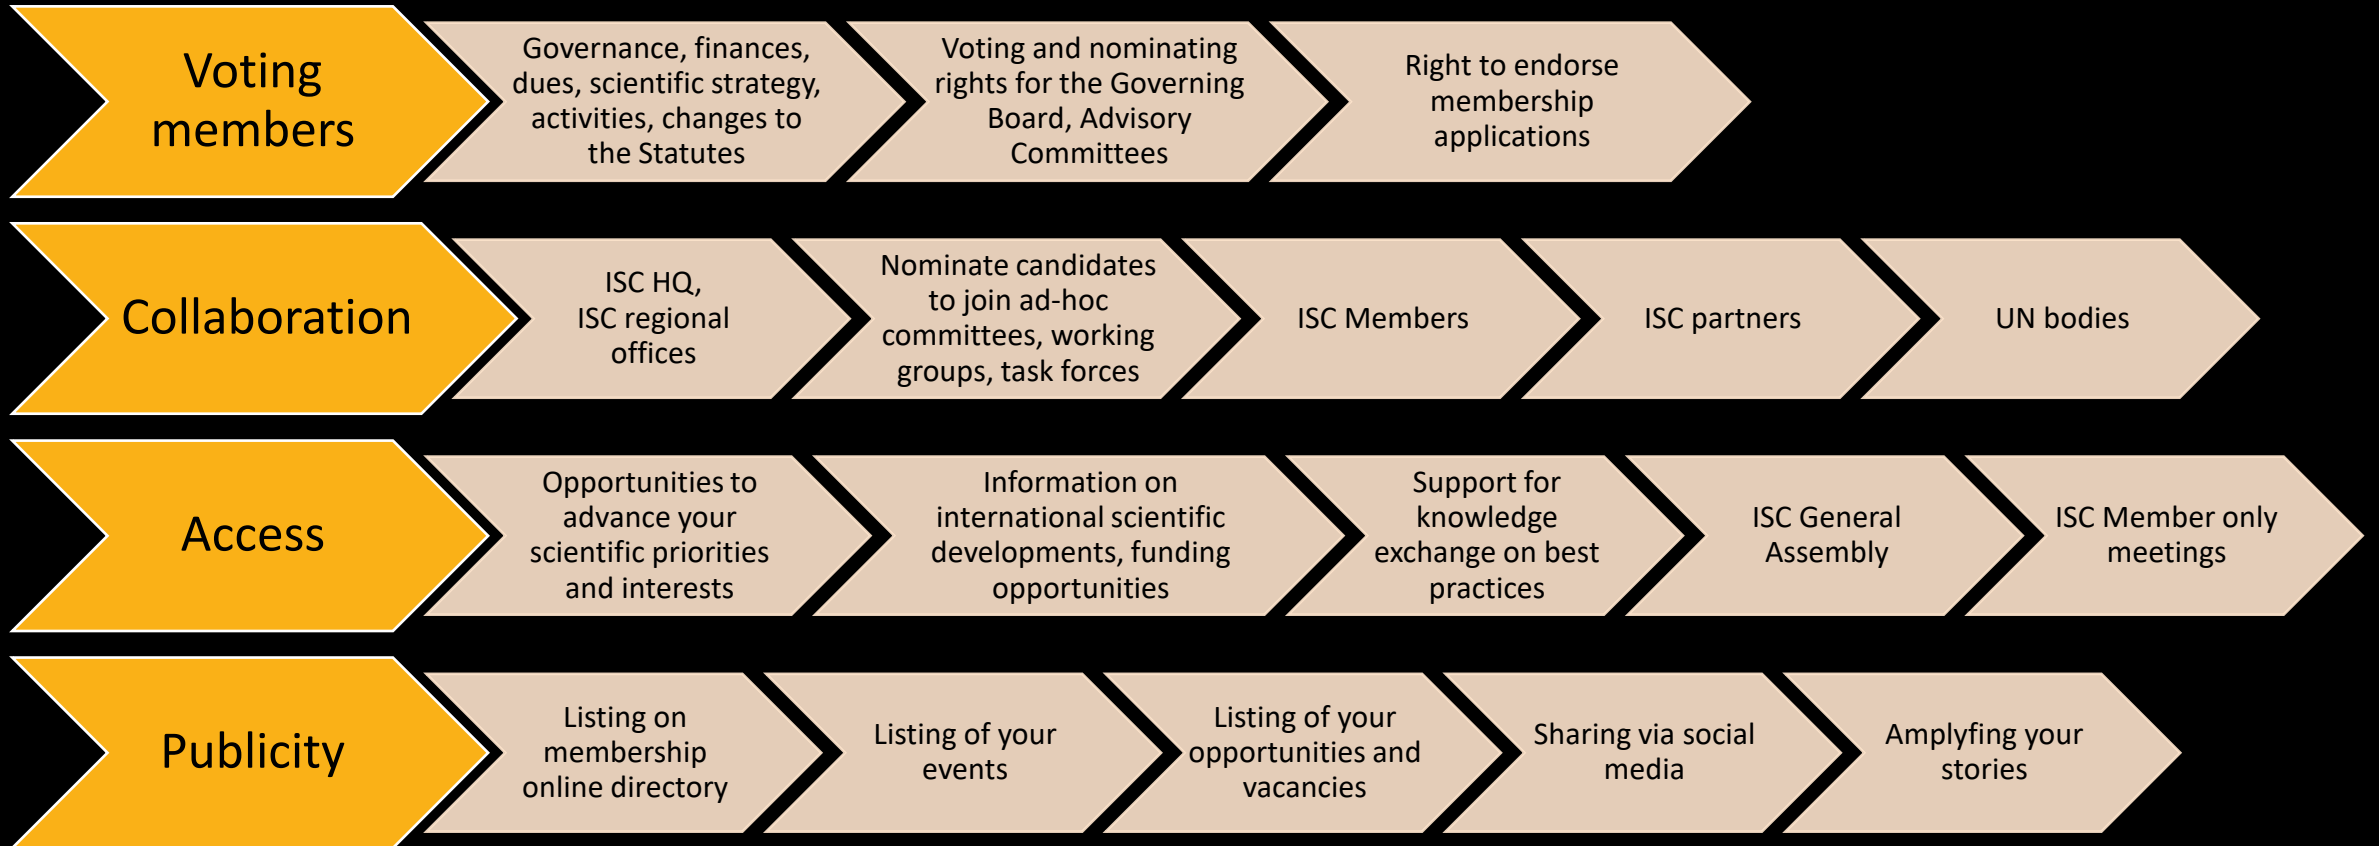 Voting
members
Governance, finances,
dues, scientific strategy,
activities, changes to
the Statutes
Voting and nominating
rights for the Governing
Board, Advisory
Committees
Right to endorse
membership
applications
Collaboration
ISC HQ,
ISC regional
offices
Nominate candidates
to join ad-hoc
committees, working
groups, task forces
ISC Members
ISC partners
UN bodies
Access
Opportunities to
advance your
scientific priorities
and interests
Information on
international scientific
developments, funding
opportunities
Support for
knowledge
exchange on best
practices
ISC General
Assembly
ISC Member only
meetings
Publicity
Listing on
membership
online directory
Listing of your
events
Listing of your
opportunities and
vacancies
Sharing via social
media
Amplyfing your
stories